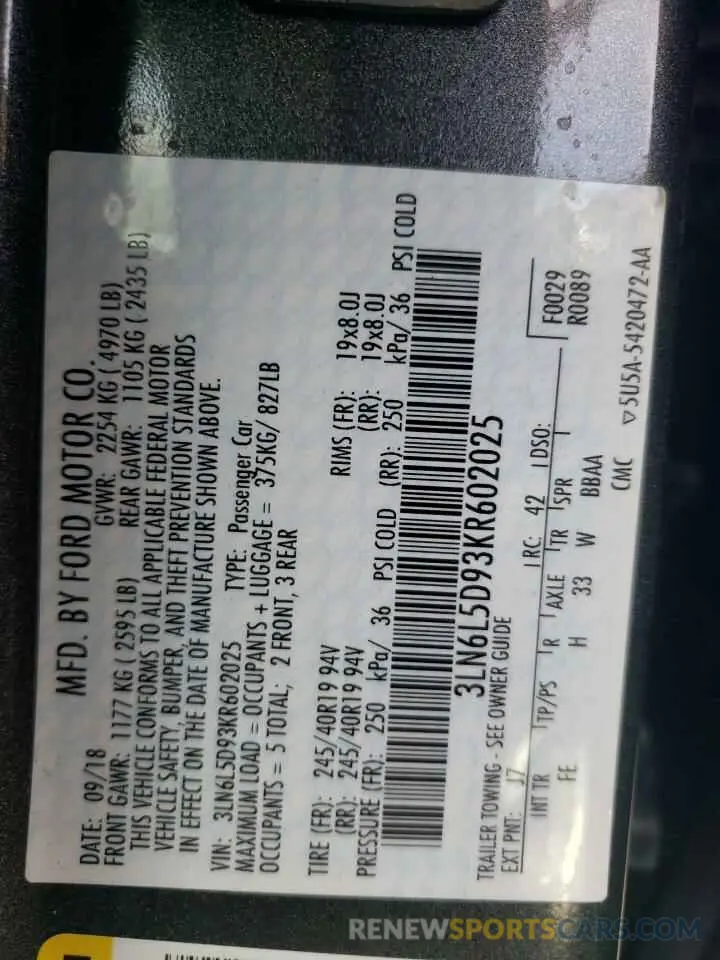 MFD. BY FORD MOTOR CO.
DATE: 09/18 GVWR: 2254 KG ( 4970 LB)
FRONT GAWR: 1177 KG ( 2595 LB) REAR GAWR: 1105 KG ( 2435 LB)
THIS VEHICLE CONFORMS TO ALL APPLICABLE FEDERAL MOTOR
VEHICLE SAFETY, BUMPER, AND THEFT PREVENTION STANDARDS
IN EFFECT ON THE DATE OF MANUFACTURE SHOWN ABOVE.
VIN: 3LN6L5D93KR602025 TYPE: Passenger Car
MAXIMUM LOAD = OCCUPANTS + LUGGAGE = 375KG/ 827LB
OCCUPANTS = 5 TOTAL; 2 FRONT, 3 REAR
TIRE (FR): 245/40R19 94V RIMS (FR): 19x8.0J
(RR): 245/40R19 94V (RR): 19x8.0J
PRESSURE (FR): 250 kPa/ 36 PSI COLD (RR): 250 kPa/ 36 PSI COLD
3LN6L5D93KR602025
TRAILER TOWING - SEE OWNER GUIDE
EXT PNT: J7 RC: 42 DSO: F0029
INT TR TP/PS R AXLE TR SPR R0089
FE H 33 W BBAA
CMC ▽5U5A-5420472-AA
RENEWSPORTSCARS.COM